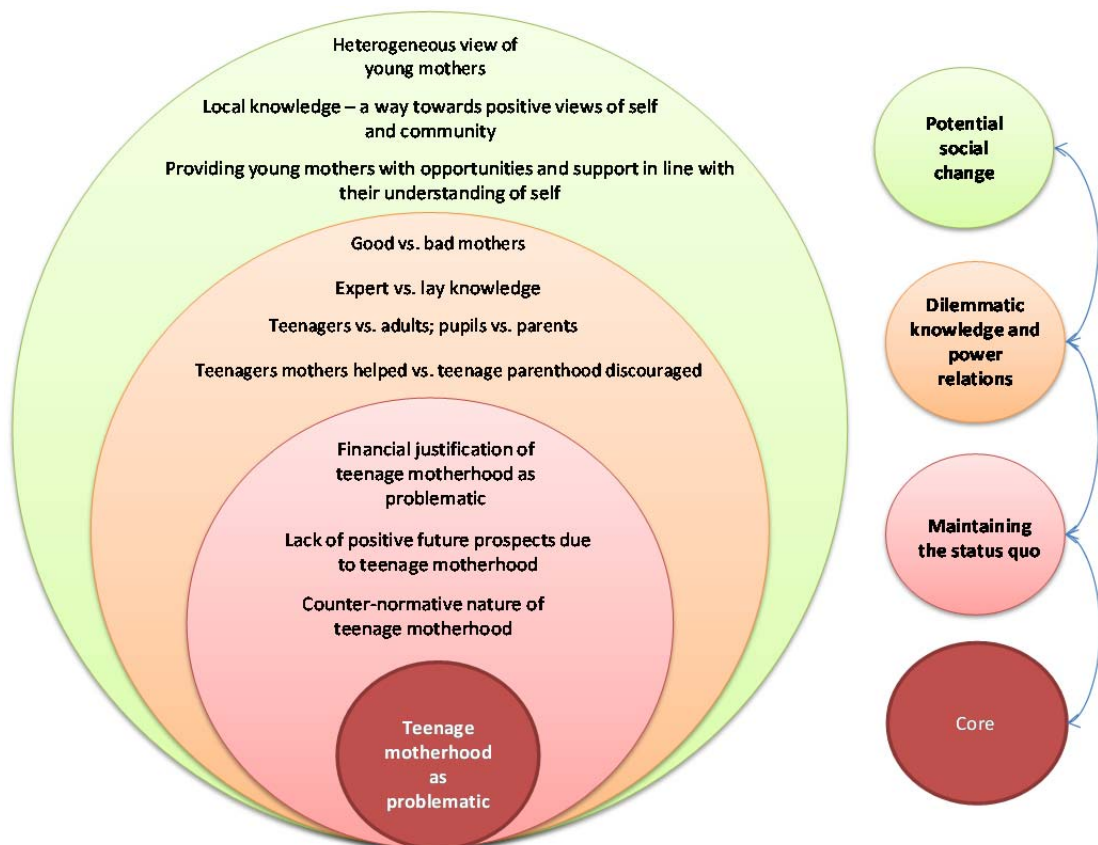 Heterogeneous view of
young mothers
Local knowledge – a way towards positive views of self
and community
Providing young mothers with opportunities and support in line with
their understanding of self
Good vs. bad mothers
Expert vs. lay knowledge
Teenagers vs. adults; pupils vs. parents
Teenagers mothers helped vs. teenage parenthood discouraged
Financial justification of
teenage motherhood as
problematic
Lack of positive future prospects due
to teenage motherhood
Counter-normative nature of
teenage motherhood
Teenage
motherhood
as
problematic
Potential
social
change
Dilemmatic
knowledge and
power
relations
Maintaining
the status quo
Core